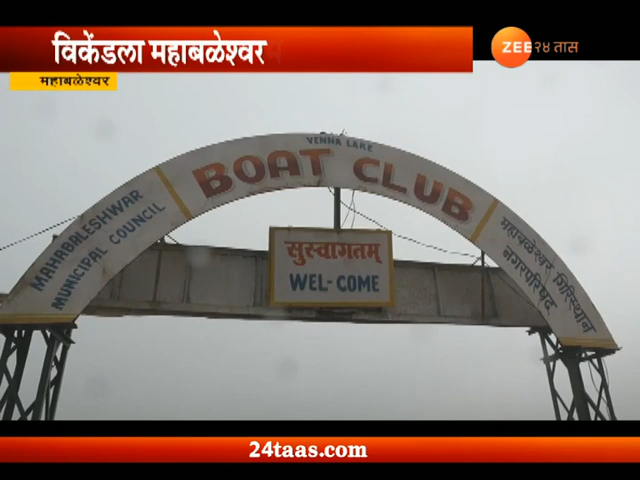 विकेंडला महाबळेश्वर
ZEE २४ तास
महाबळेश्वर
VENNA LAKE
BOAT CLUB
MAHABALESHWAR
MUNICIPAL COUNCIL
महाबळेश्वर गिरिस्थान
नगरपरिषद
सुस्वागतम्
WEL-COME
24taas.com